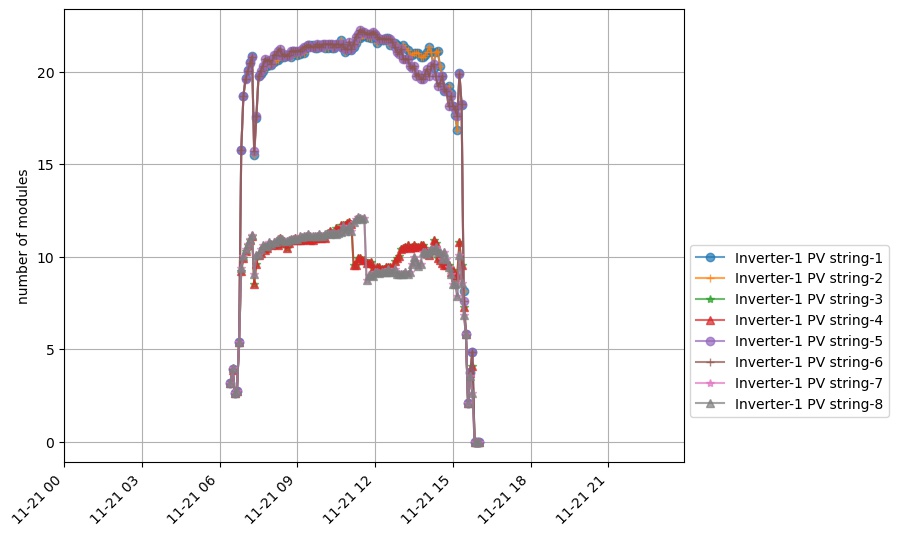 number of modules
20
15
10
5
0
11-21 00
11-21 03
11-21 06
11-21 09
11-21 12
11-21 15
11-21 18
11-21 21
Inverter-1 PV string-1
Inverter-1 PV string-2
Inverter-1 PV string-3
Inverter-1 PV string-4
Inverter-1 PV string-5
Inverter-1 PV string-6
Inverter-1 PV string-7
Inverter-1 PV string-8